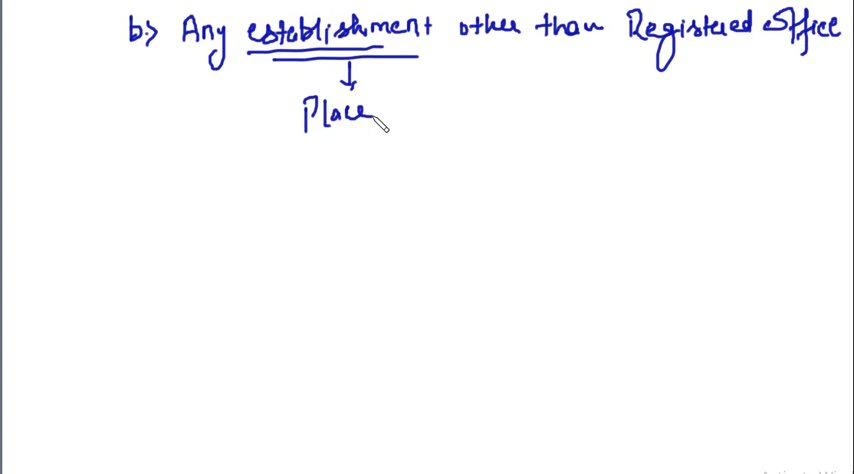 b> Any establishment other than Registered office
Place